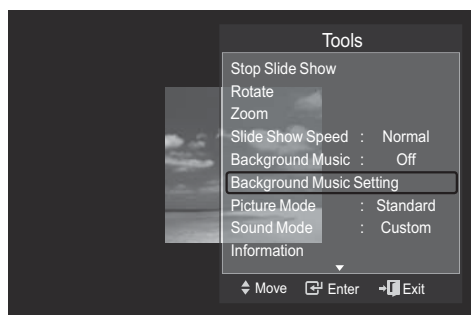 Tools
Stop Slide Show
Rotate
Zoom
Slide Show Speed : Normal
Background Music : Off
Background Music Setting
Picture Mode : Standard
Sound Mode : Custom
Information
Move Enter Exit